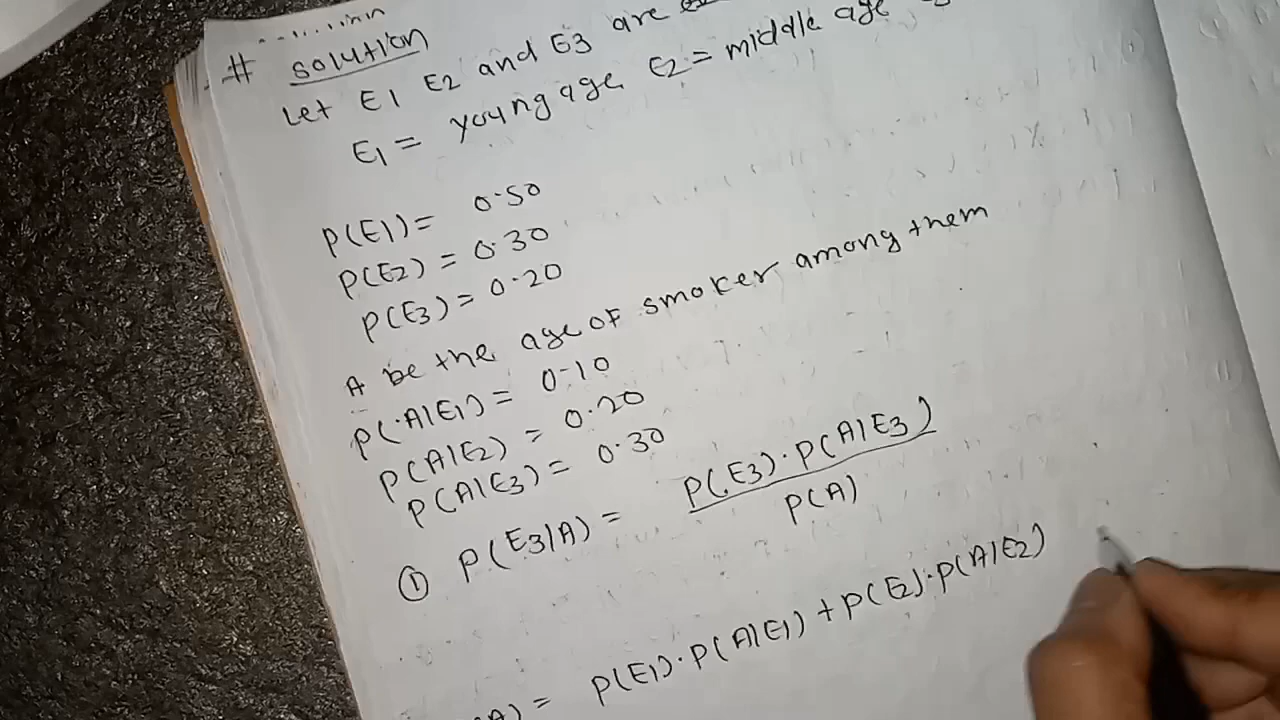 # solution
Let E1 E2 and E3 are
E1 = young age E2 = middle age
P(E1) = 0.50
P(E2) = 0.30
P(E3) = 0.20
A be the age of smoker among them
P(A|E1) = 0.10
P(A|E2) = 0.20
P(A|E3) = 0.30
① P(E3|A) = P(E3).P(A|E3)
P(A)
A) = P(E1).P(A|E1) + P(E2).P(A|E2)